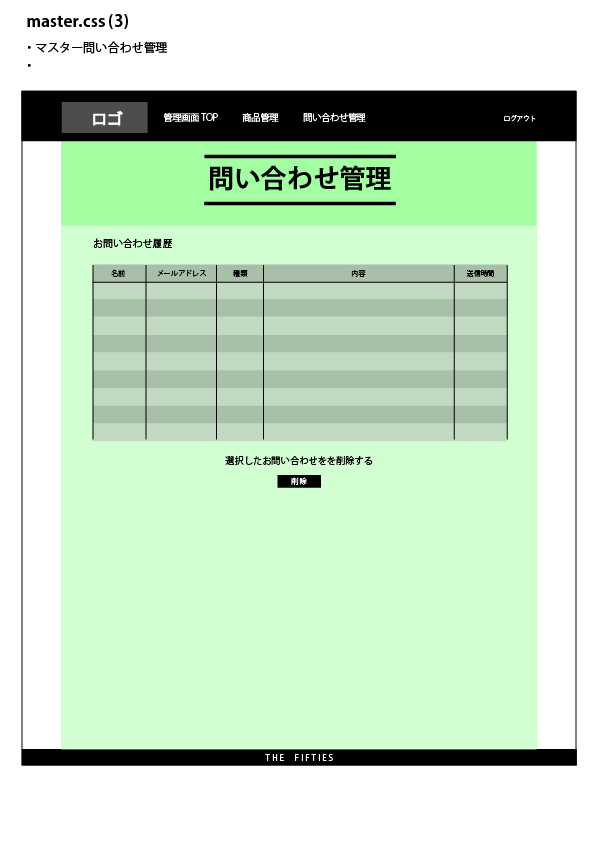 master.css (3)
・マスター問い合わせ管理
・
ロゴ 管理画面 TOP 商品管理 問い合わせ管理 ログアウト
問い合わせ管理
お問い合わせ履歴
名前 メールアドレス 種類 内容 送信時間
選択したお問い合わせをを削除する
削除
THE FIFTIES